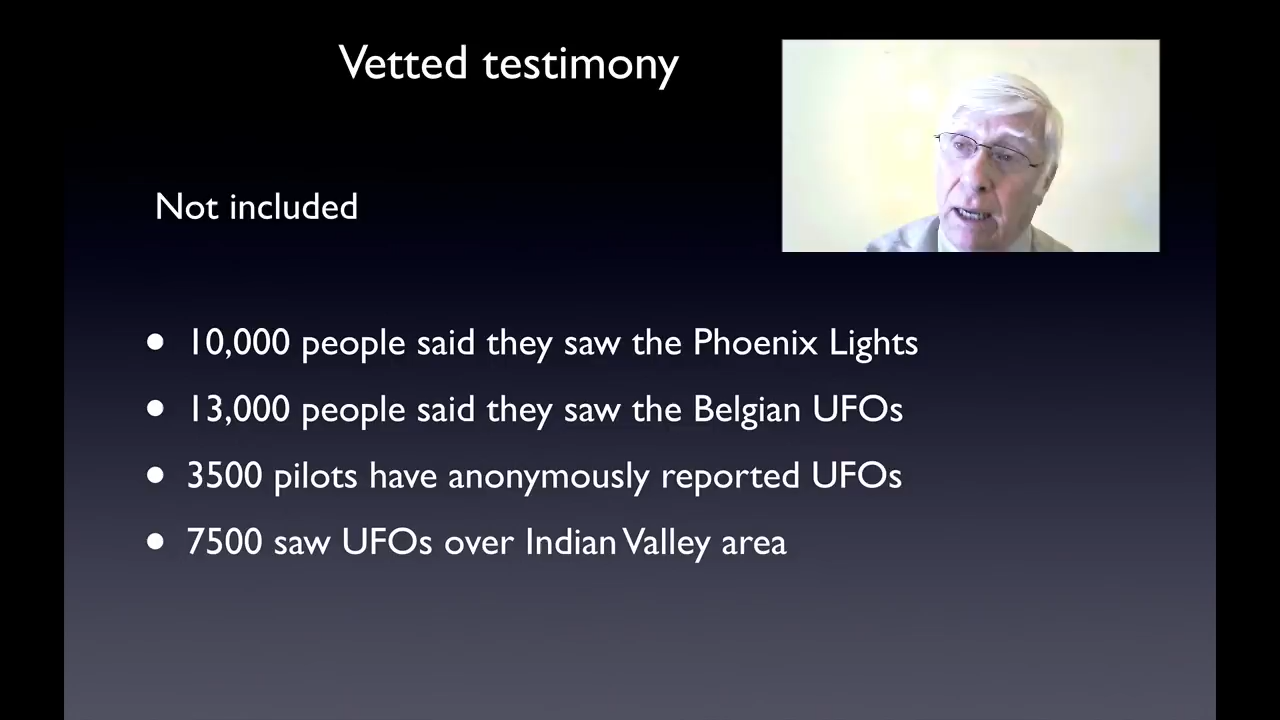 Vetted testimony
Not included
• 10,000 people said they saw the Phoenix Lights
• 13,000 people said they saw the Belgian UFOs
• 3500 pilots have anonymously reported UFOs
• 7500 saw UFOs over Indian Valley area